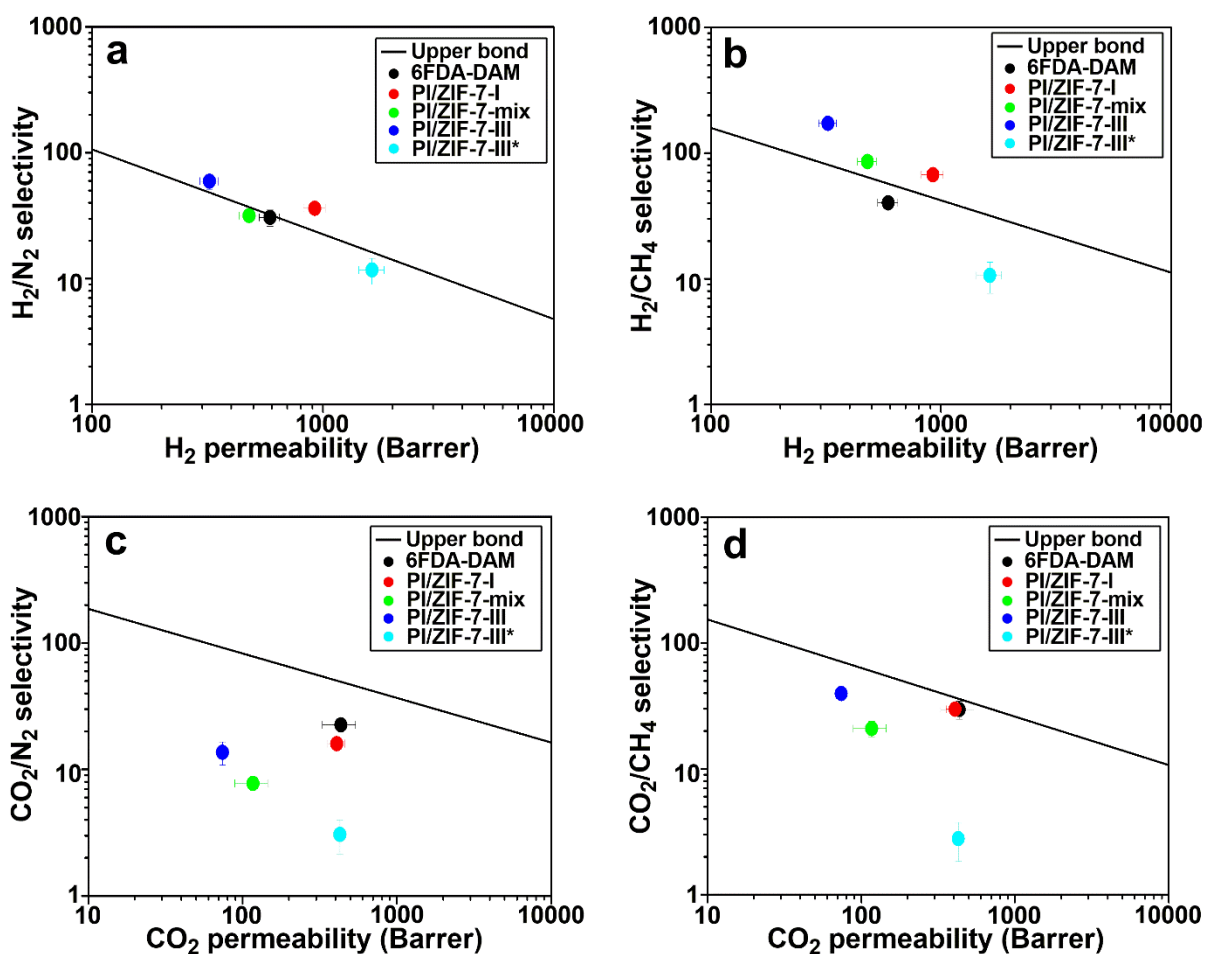 a
Upper bond
6FDA-DAM
PI/ZIF-7-I
PI/ZIF-7-mix
PI/ZIF-7-III
PI/ZIF-7-III*
1000
100
10
1
H₂/N₂ selectivity
100
1000
10000
H₂ permeability (Barrer)
b
Upper bond
6FDA-DAM
PI/ZIF-7-I
PI/ZIF-7-mix
PI/ZIF-7-III
PI/ZIF-7-III*
1000
100
10
1
H₂/CH₄ selectivity
100
1000
10000
H₂ permeability (Barrer)
c
Upper bond
6FDA-DAM
PI/ZIF-7-I
PI/ZIF-7-mix
PI/ZIF-7-III
PI/ZIF-7-III*
1000
100
10
1
CO₂/N₂ selectivity
10
100
1000
10000
CO₂ permeability (Barrer)
d
Upper bond
6FDA-DAM
PI/ZIF-7-I
PI/ZIF-7-mix
PI/ZIF-7-III
PI/ZIF-7-III*
1000
100
10
1
CO₂/CH₄ selectivity
10
100
1000
10000
CO₂ permeability (Barrer)